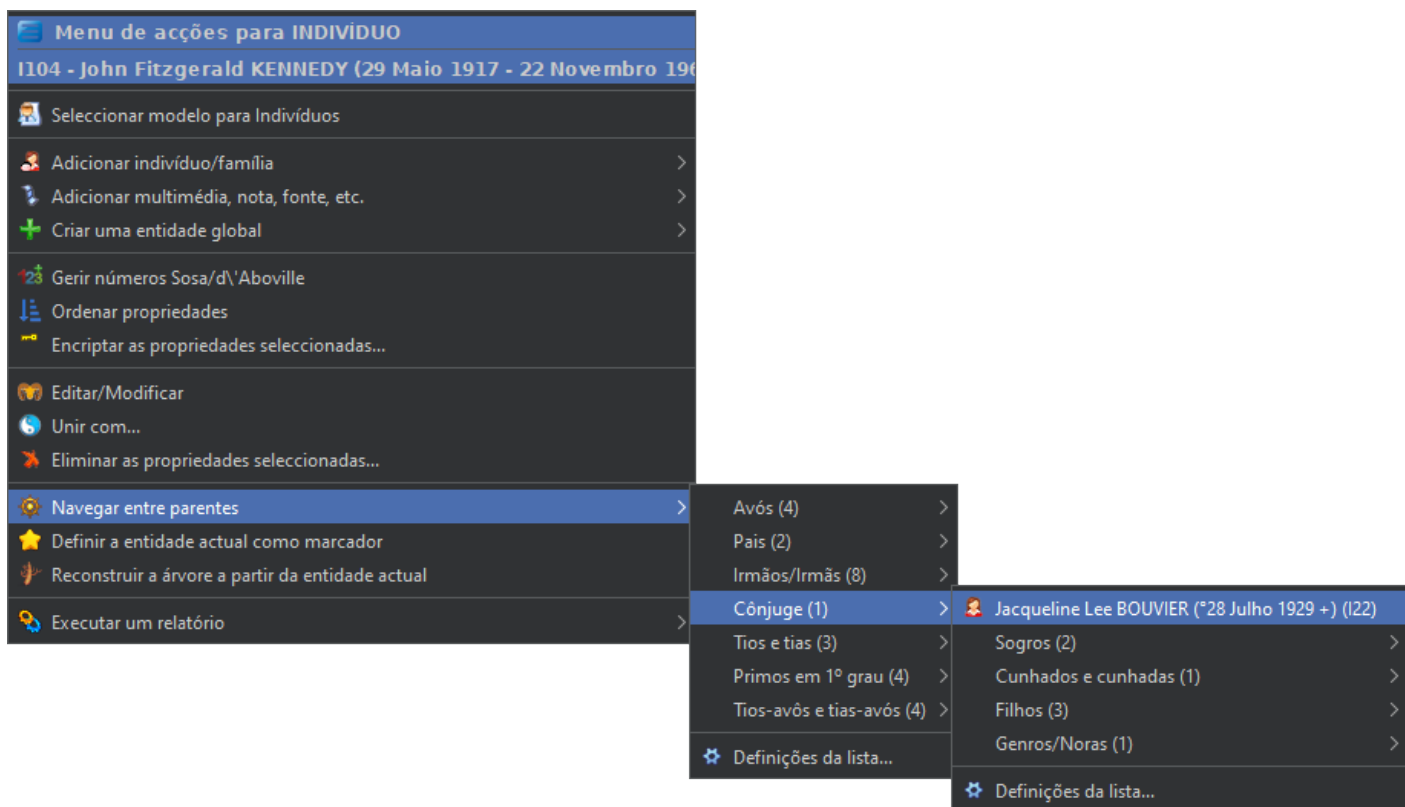 Menu de acções para INDIVÍDUO
I104 - John Fitzgerald KENNEDY (29 Maio 1917 - 22 Novembro 196
Seleccionar modelo para Indivíduos
Adicionar indivíduo/família
Adicionar multimédia, nota, fonte, etc.
Criar uma entidade global
Gerir números Sosa/d\'Aboville
Ordenar propriedades
Encriptar as propriedades seleccionadas...
Editar/Modificar
Unir com...
Eliminar as propriedades seleccionadas...
Navegar entre parentes
Definir a entidade actual como marcador
Reconstruir a árvore a partir da entidade actual
Executar um relatório
Avós (4)
Pais (2)
Irmãos/Irmãs (8)
Cônjuge (1)
Tios e tias (3)
Primos em 1º grau (4)
Tios-avôs e tias-avós (4)
Definições da lista...
Jacqueline Lee BOUVIER (°28 Julho 1929 +) (I22)
Sogros (2)
Cunhados e cunhadas (1)
Filhos (3)
Genros/Noras (1)
Definições da lista...